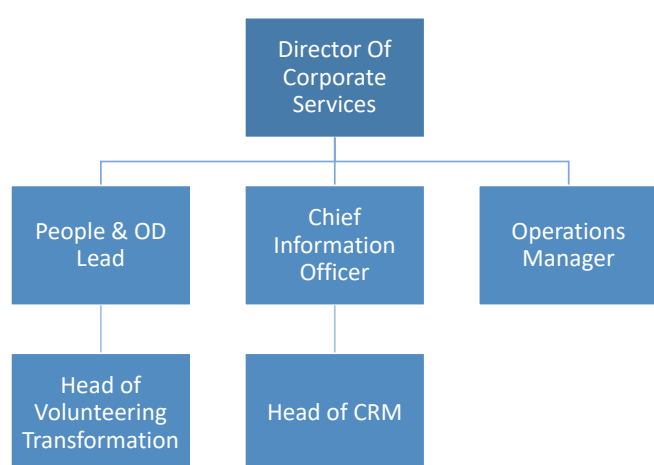 Director Of
Corporate
Services
People & OD
Lead
Chief
Information
Officer
Operations
Manager
Head of
Volunteering
Transformation
Head of CRM